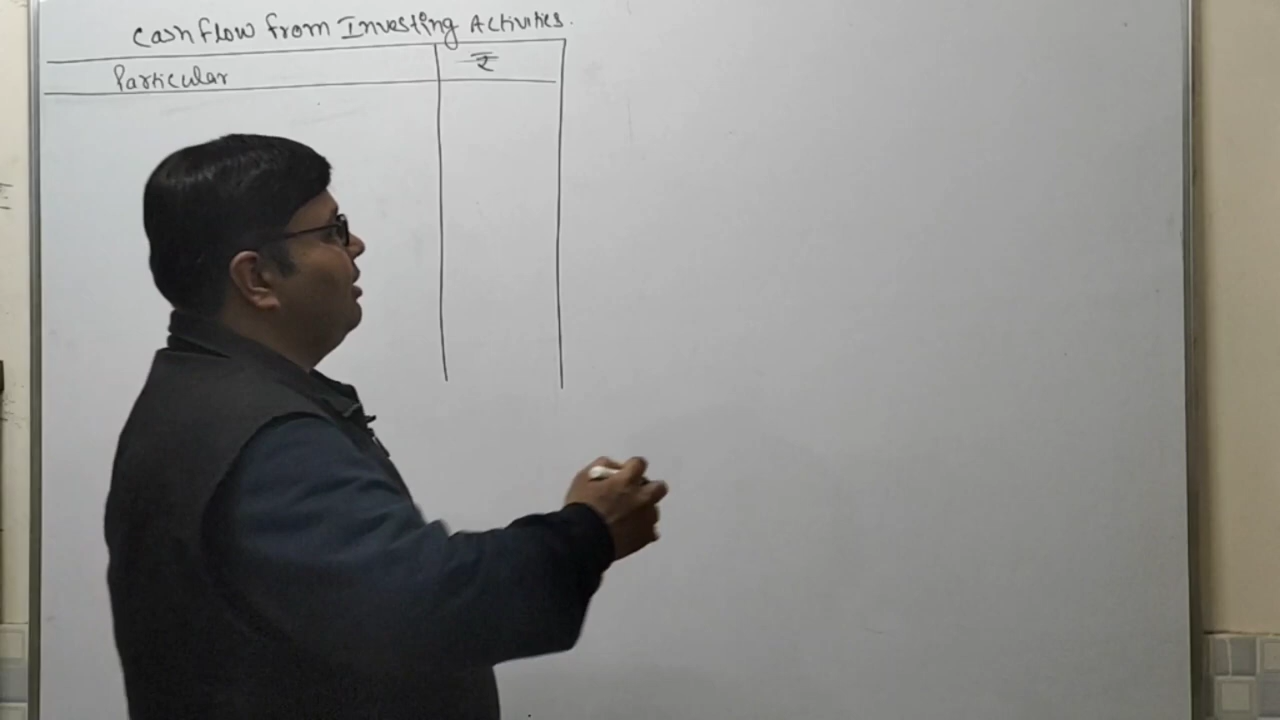 Cash flow from Investing Activities.
Particular ₹